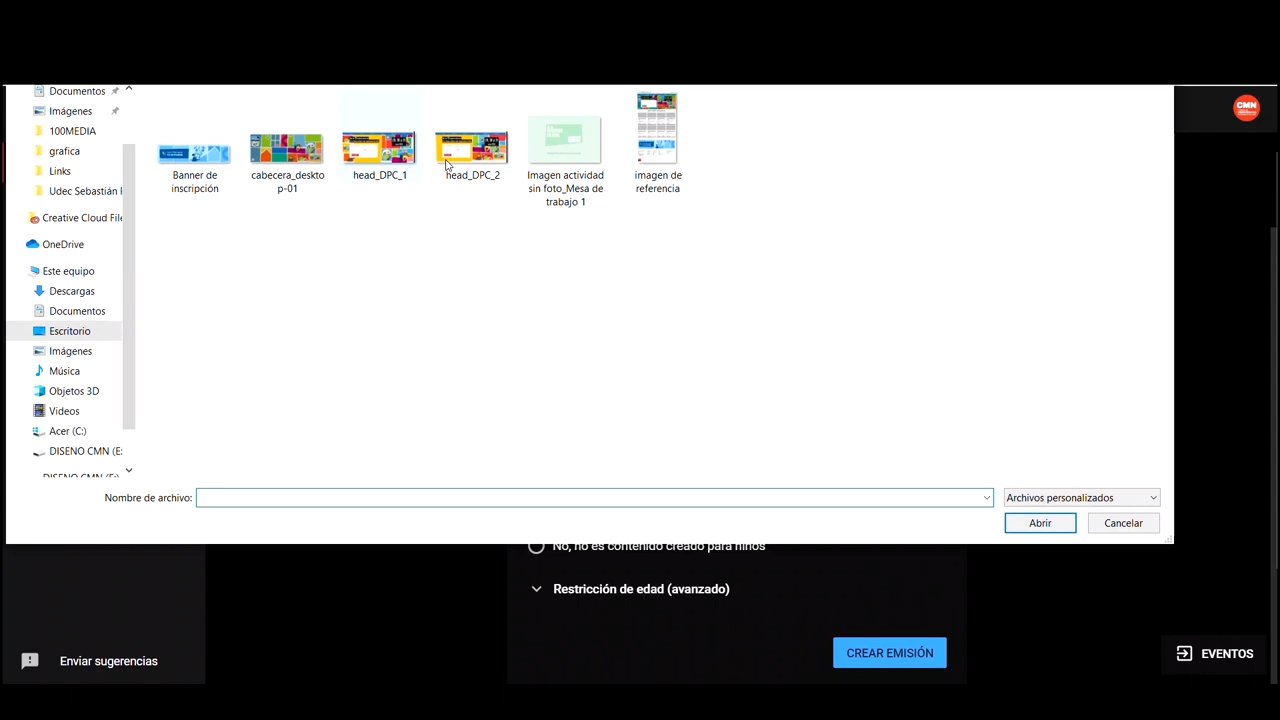 Documentos
Imágenes
100MEDIA
grafica
Links
Udec Sebastián
Creative Cloud File
OneDrive
Este equipo
Descargas
Documentos
Escritorio
Imágenes
Música
Objetos 3D
Videos
Acer (C:)
DISENO CMN (E:
DISENO CMN (E:)
Banner de
inscripción
cabecera_deskto
p-01
head_DPC_1
head_DPC_2
Imagen actividad
sin foto_Mesa de
trabajo 1
imagen de
referencia
Nombre de archivo:
Archivos personalizados
Abrir
Cancelar
CMN
No, no es contenido creado para niños
Restricción de edad (avanzado)
CREAR EMISIÓN
Enviar sugerencias
EVENTOS